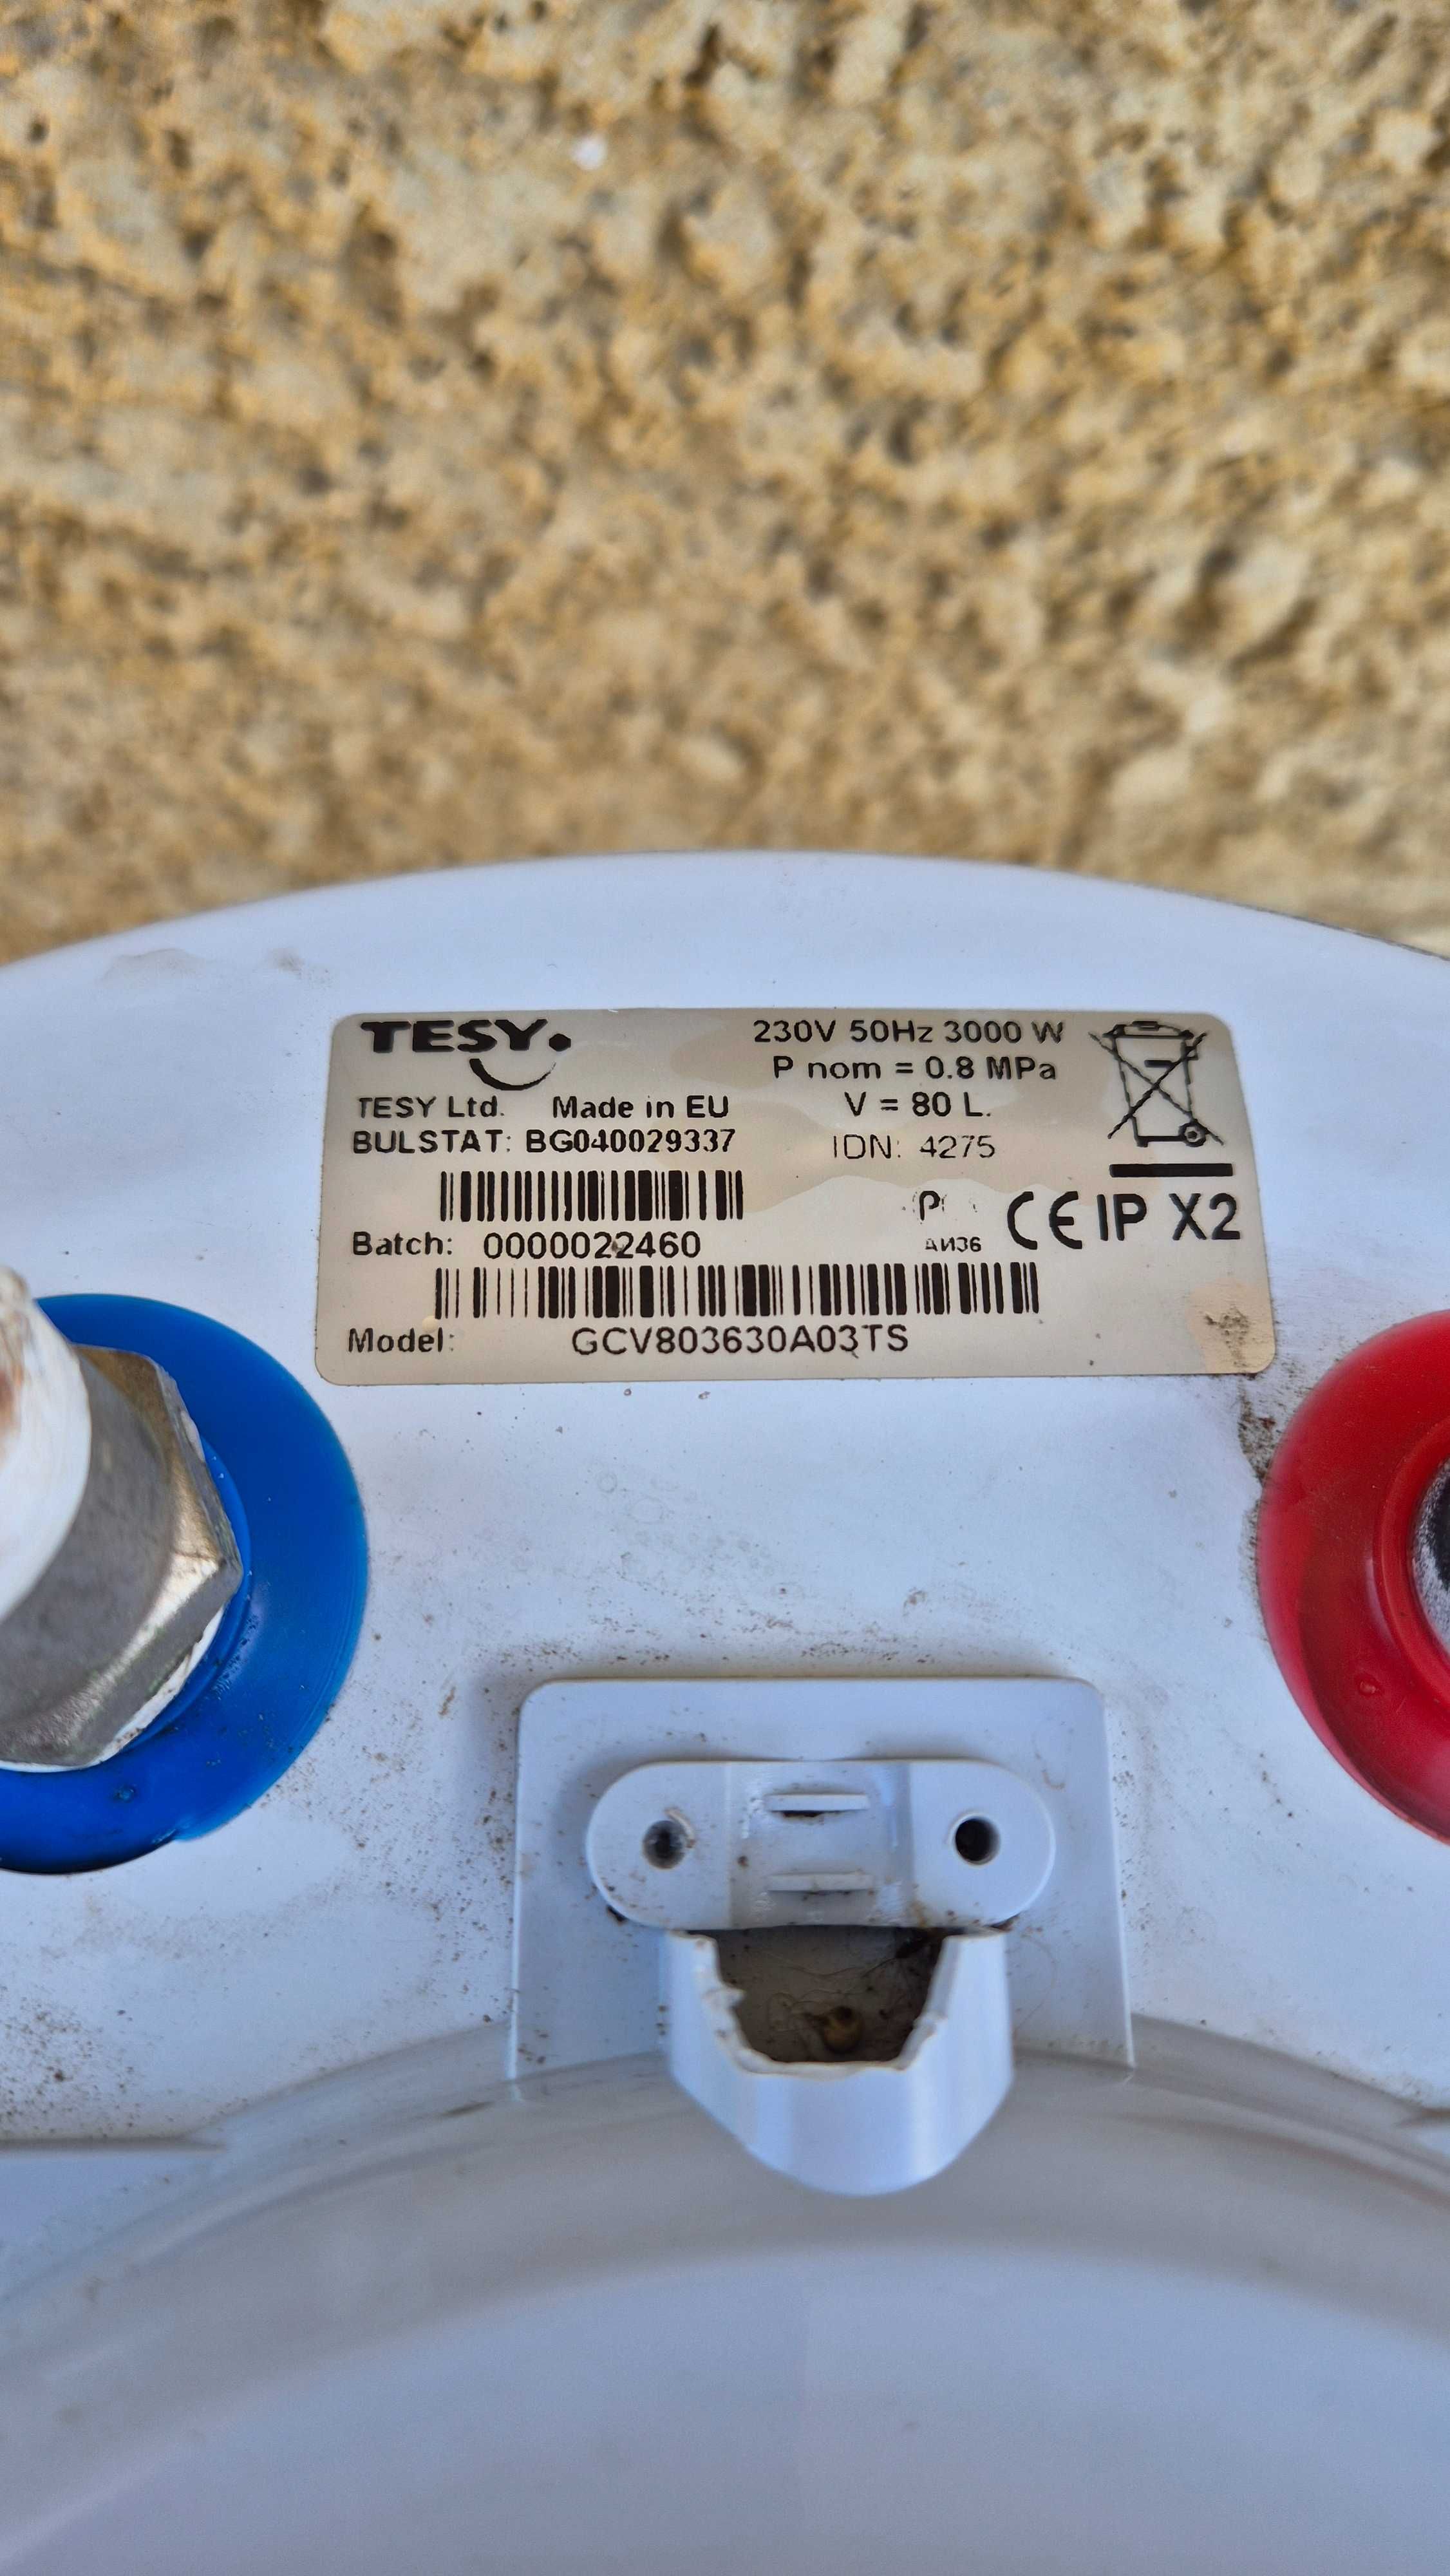 TESY
TESY Ltd. Made in EU
BULSTAT: BG040029337
Batch: 0000022460
Model: GCV803630A03TS
230V 50Hz 3000 W
P nom = 0.8 MPa
V = 80 L.
IDN: 4275
АИ36
CE IP X2